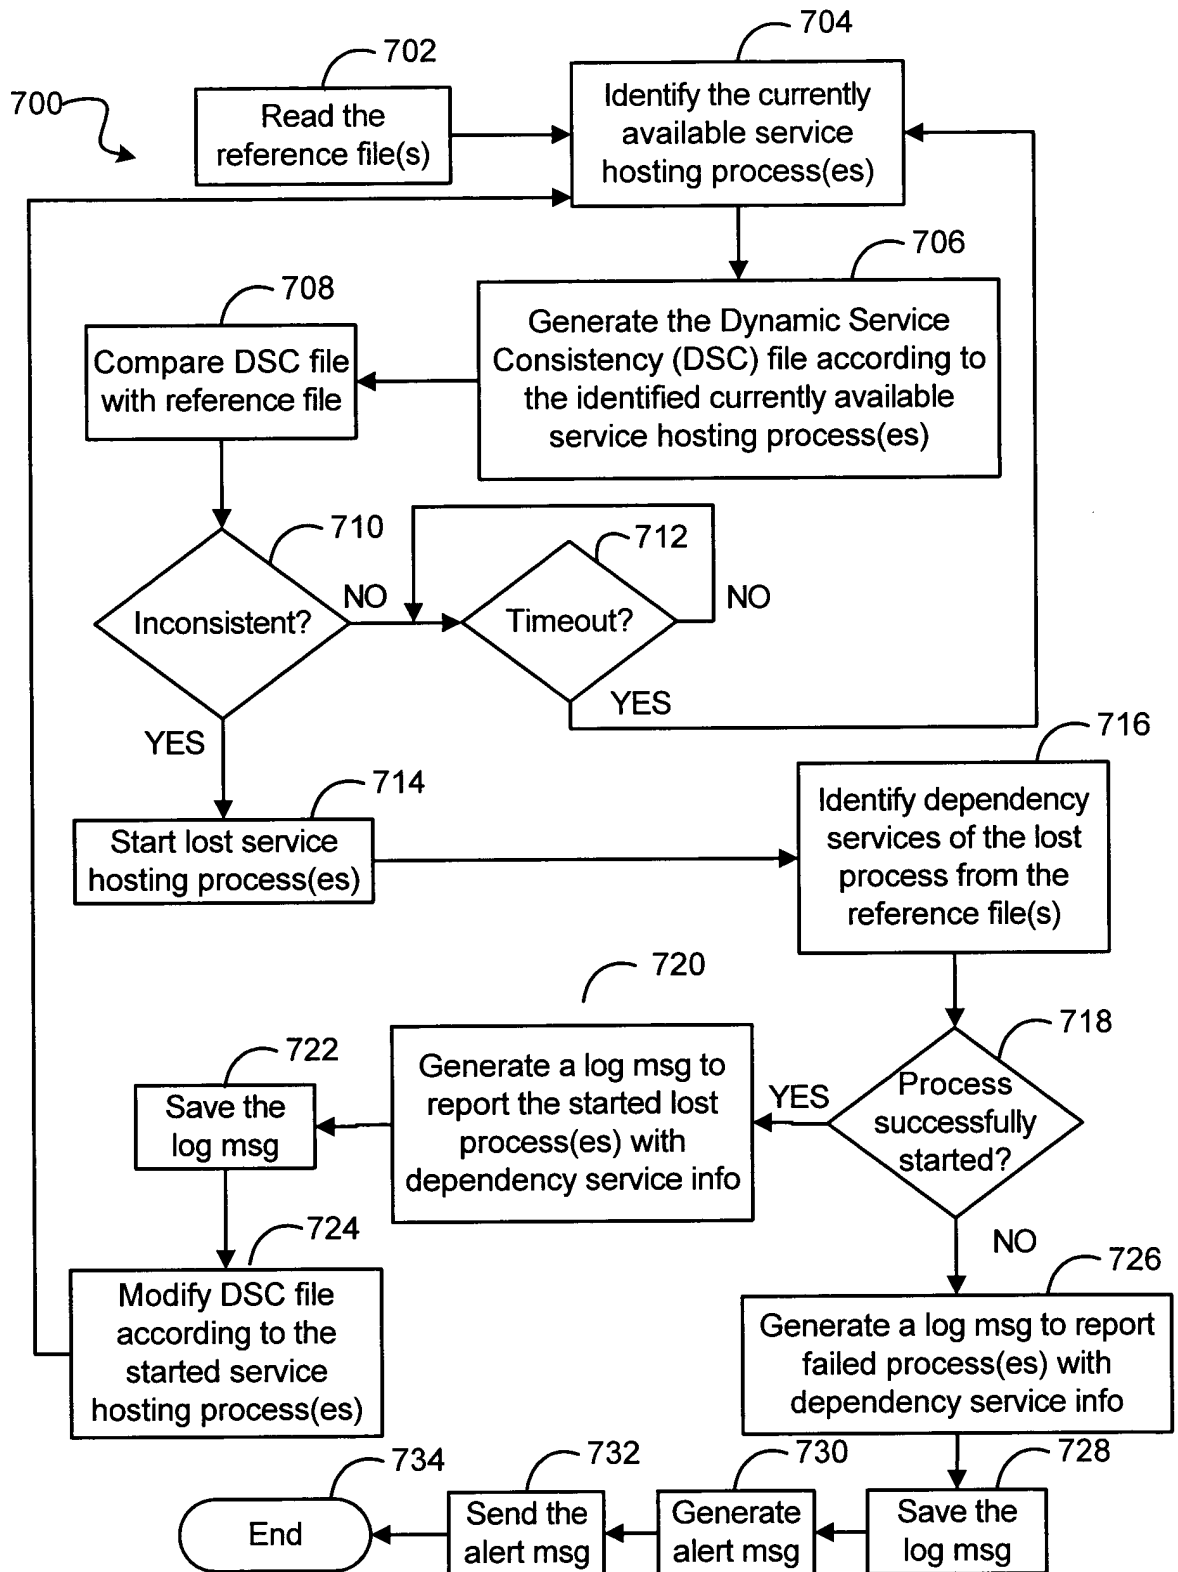 700
702
Read the
reference file(s)
704
Identify the currently
available service
hosting process(es)
706
Generate the Dynamic Service
Consistency (DSC) file according to
the identified currently available
service hosting process(es)
708
Compare DSC file
with reference file
710
Inconsistent?
NO
YES
712
Timeout?
NO
YES
714
Start lost service
hosting process(es)
716
Identify dependency
services of the lost
process from the
reference file(s)
718
Process
successfully
started?
YES
NO
720
Generate a log msg to
report the started lost
process(es) with
dependency service info
722
Save the
log msg
724
Modify DSC file
according to the
started service
hosting process(es)
726
Generate a log msg to report
failed process(es) with
dependency service info
728
Save the
log msg
730
Generate
alert msg
732
Send the
alert msg
734
End